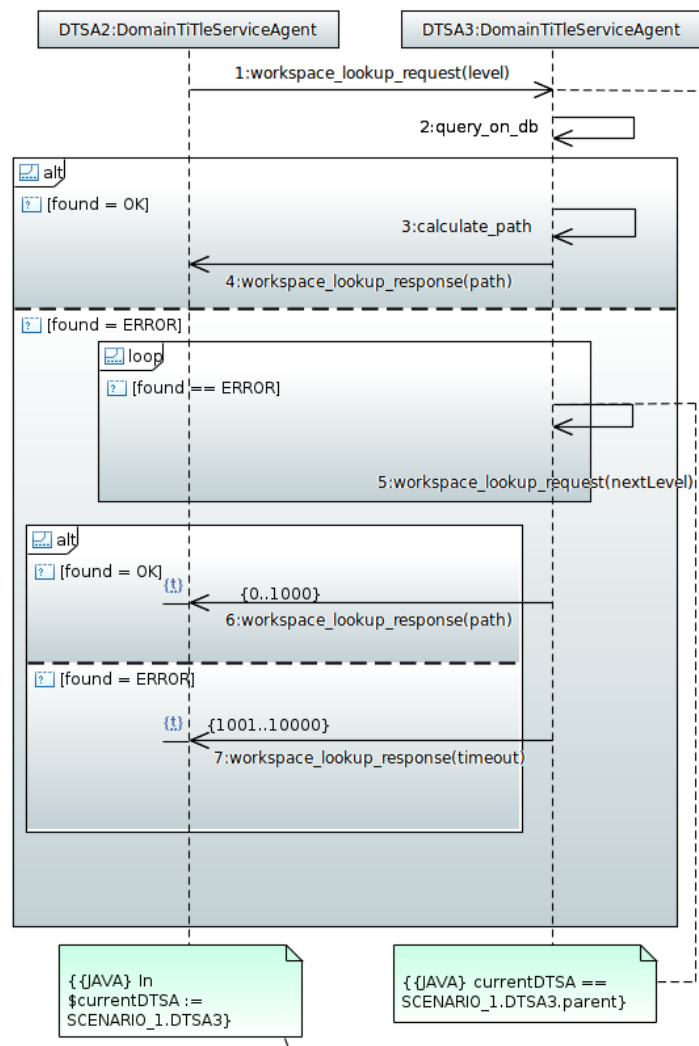 DTSA2:DomainTiTleServiceAgent
DTSA3:DomainTiTleServiceAgent
1:workspace_lookup_request(level)
2:query_on_db
alt
[found = OK]
3:calculate_path
4:workspace_lookup_response(path)
[found = ERROR]
loop
[found == ERROR]
5:workspace_lookup_request(nextLevel)
alt
[found = OK]
{t}
{0..1000}
6:workspace_lookup_response(path)
[found = ERROR]
{t}
{1001..10000}
7:workspace_lookup_response(timeout)
{{JAVA} In
$currentDTSA :=
SCENARIO_1.DTSA3}
{{JAVA} currentDTSA ==
SCENARIO_1.DTSA3.parent}